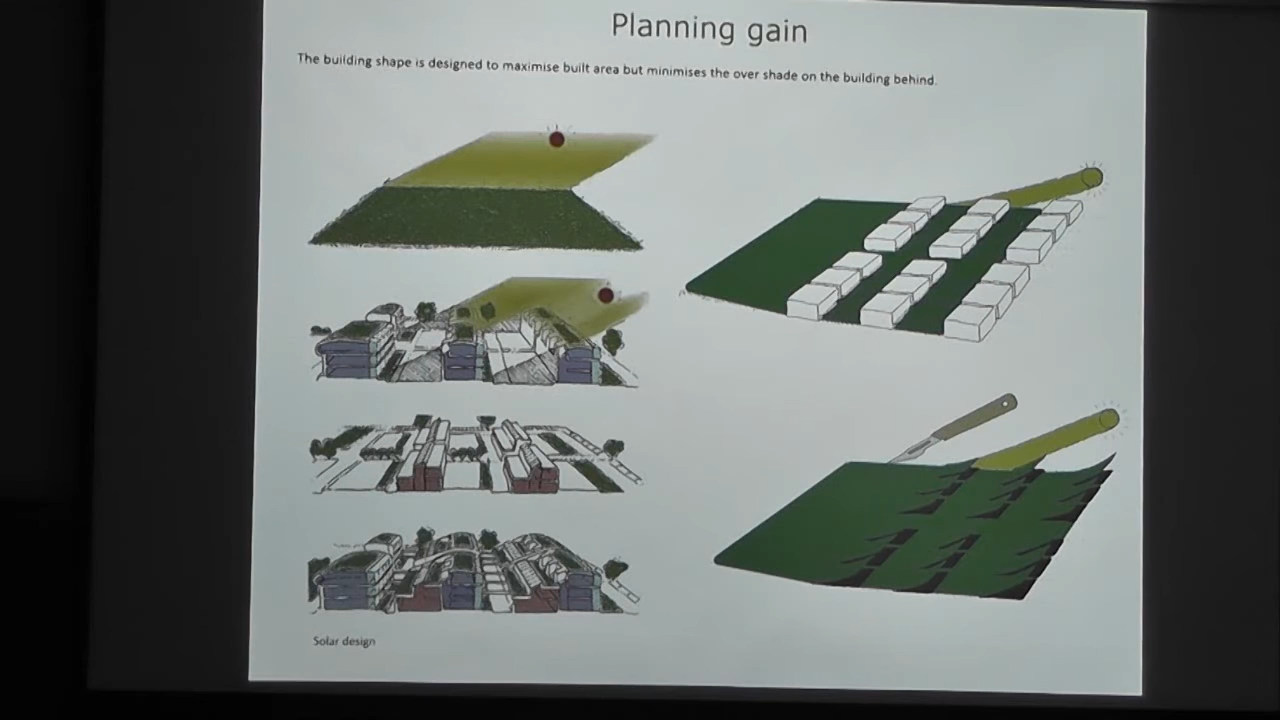 Planning gain
The building shape is designed to maximise built area but minimises the over shade on the building behind.
Solar design